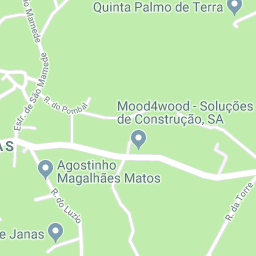 Quinta Palmo de Terra
Mamede
Estr. de São Mamede
R. do Pombal
Mood4wood - Soluções
de Construção, SA
AS
Agostinho
Magalhães Matos
R. do Luzio
R. da Torre
e Janas